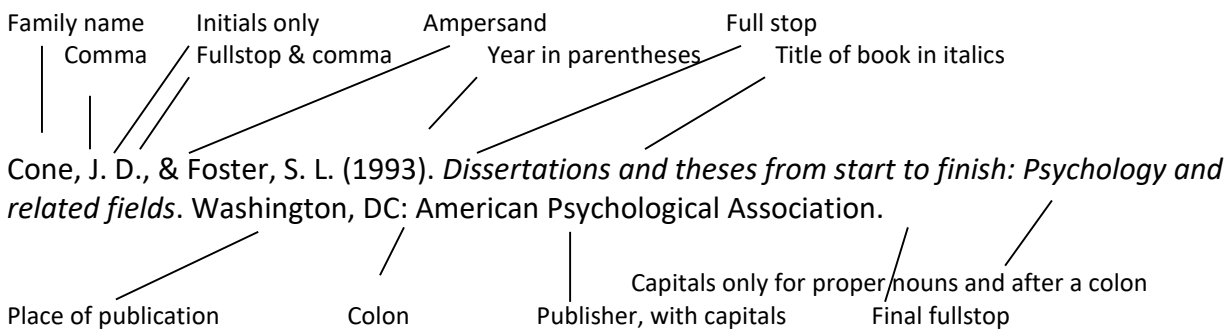 Family name Initials only Ampersand Full stop
Comma Fullstop & comma Year in parentheses Title of book in italics
Cone, J. D., & Foster, S. L. (1993). Dissertations and theses from start to finish: Psychology and
related fields. Washington, DC: American Psychological Association.
Capitals only for proper nouns and after a colon
Place of publication Colon Publisher, with capitals Final fullstop